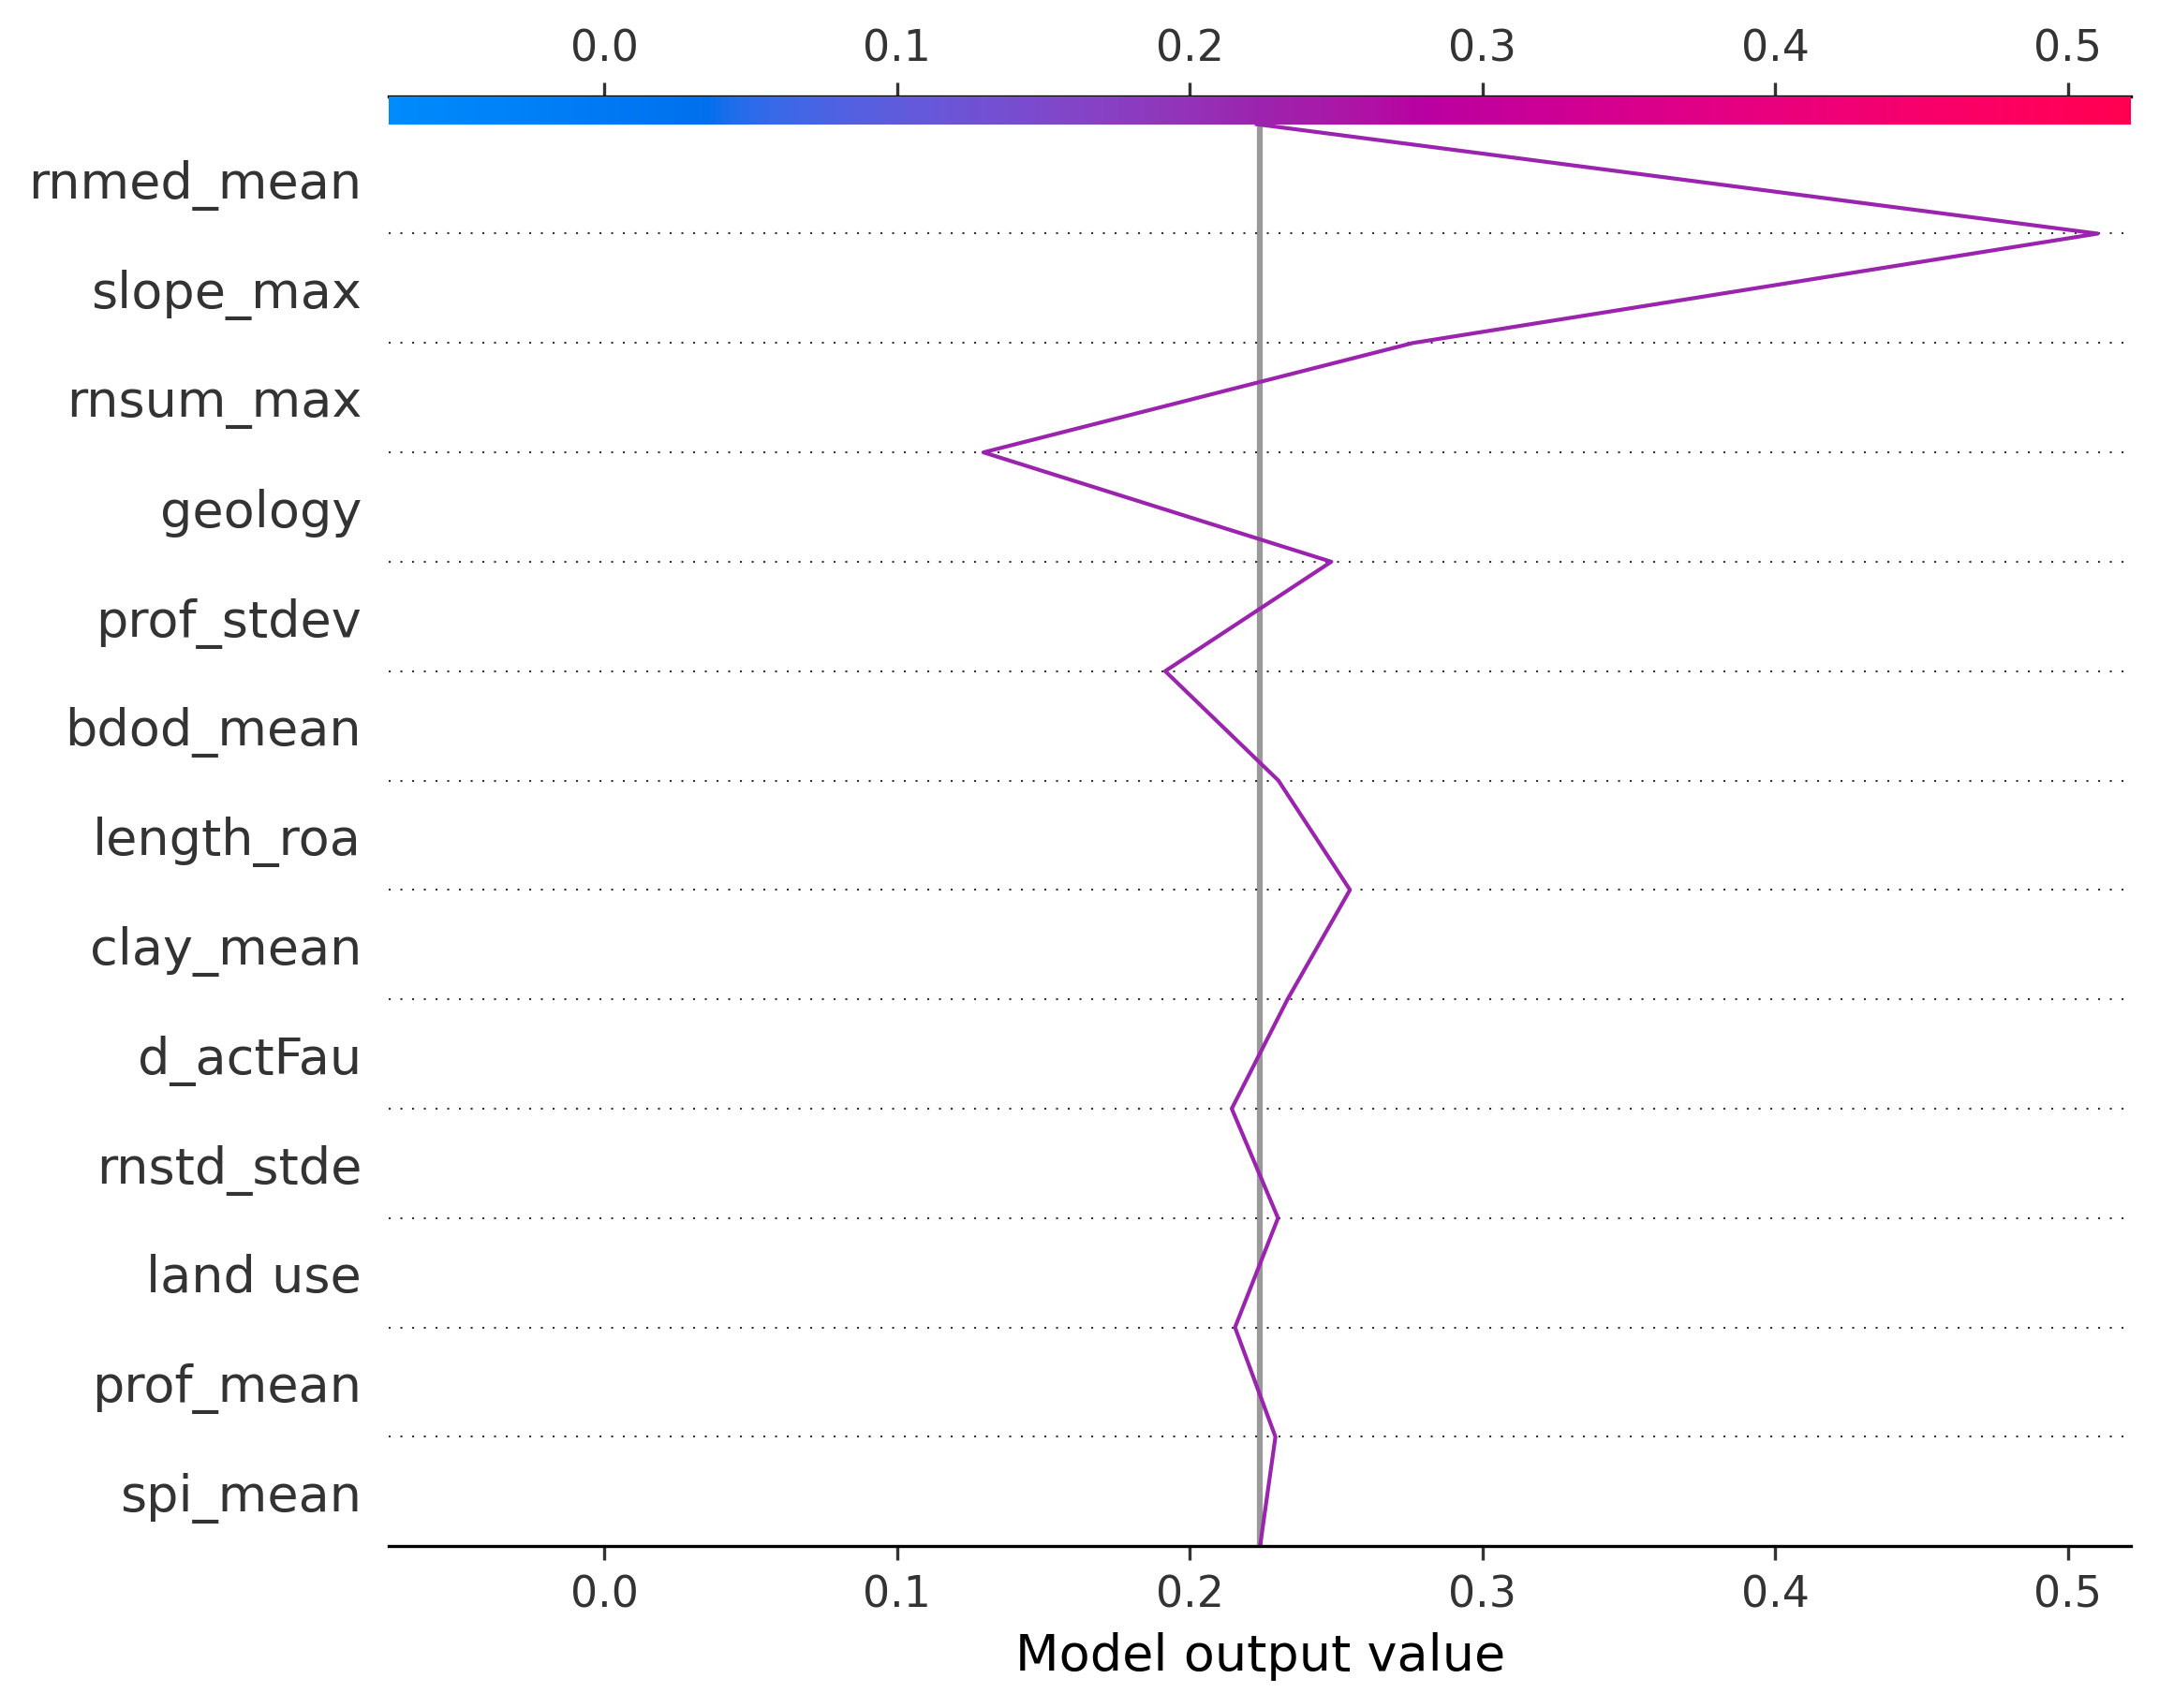 0.0 0.1 0.2 0.3 0.4 0.5
rnmed_mean
slope_max
rnsum_max
geology
prof_stdev
bdod_mean
length_roa
clay_mean
d_actFau
rnstd_stde
land use
prof_mean
spi_mean
0.0 0.1 0.2 0.3 0.4 0.5
Model output value